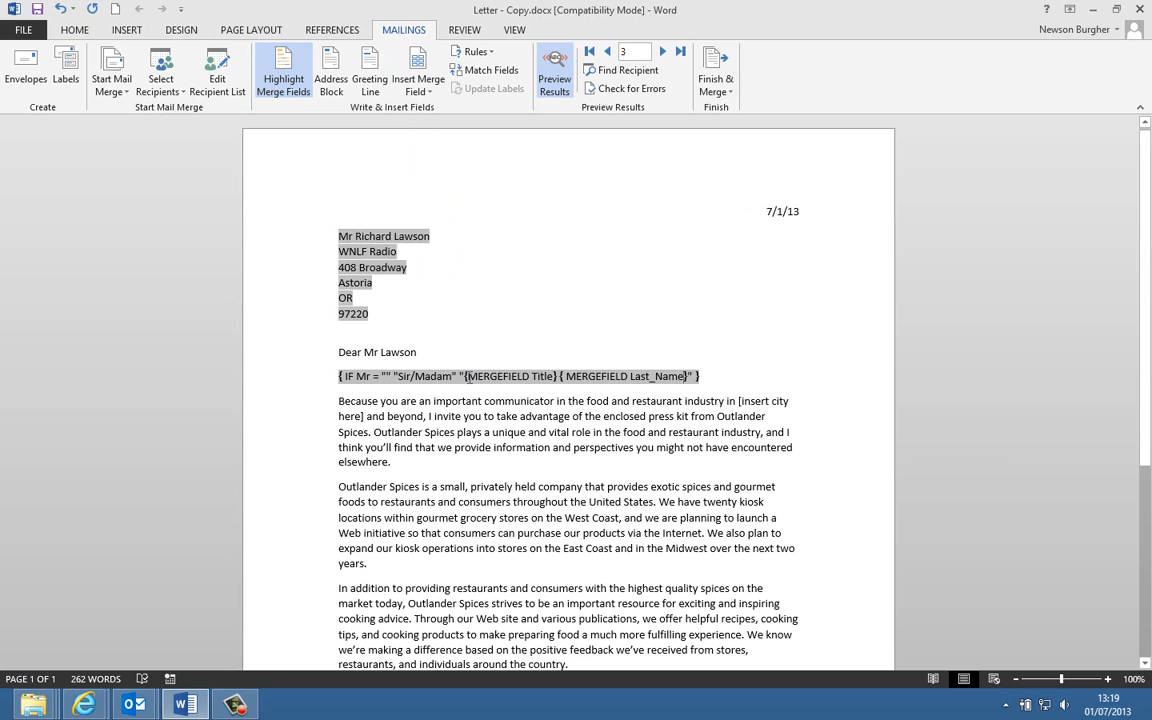 Letter - Copy.docx [Compatibility Mode] - Word
FILE HOME INSERT DESIGN PAGE LAYOUT REFERENCES MAILINGS REVIEW VIEW
Newson Burgher
Envelopes
Labels
Start Mail
Merge
Select
Recipients
Edit
Recipient List
Highlight
Merge Fields
Address
Block
Greeting
Line
Insert Merge
Field
Rules
Match Fields
Update Labels
Preview
Results
3
Find Recipient
Check for Errors
Finish &
Merge
Create
Start Mail Merge
Write & Insert Fields
Preview Results
Finish
7/1/13
Mr Richard Lawson
WNLF Radio
408 Broadway
Astoria
OR
97220
Dear Mr Lawson
{ IF Mr = "" "Sir/Madam" "{MERGEFIELD Title} { MERGEFIELD Last_Name}" }
Because you are an important communicator in the food and restaurant industry in [insert city
here] and beyond, I invite you to take advantage of the enclosed press kit from Outlander
Spices. Outlander Spices plays a unique and vital role in the food and restaurant industry, and I
think you'll find that we provide information and perspectives you might not have encountered
elsewhere.
Outlander Spices is a small, privately held company that provides exotic spices and gourmet
foods to restaurants and consumers throughout the United States. We have twenty kiosk
locations within gourmet grocery stores on the West Coast, and we are planning to launch a
Web initiative so that consumers can purchase our products via the Internet. We also plan to
expand our kiosk operations into stores on the East Coast and in the Midwest over the next two
years.
In addition to providing restaurants and consumers with the highest quality spices on the
market today, Outlander Spices strives to be an important resource for exciting and inspiring
cooking advice. Through our Web site and various publications, we offer helpful recipes, cooking
tips, and cooking products to make preparing food a much more fulfilling experience. We know
we're making a difference based on the positive feedback we've received from stores,
restaurants, and individuals around the country.
PAGE 1 OF 1 262 WORDS
100%
13:19
01/07/2013